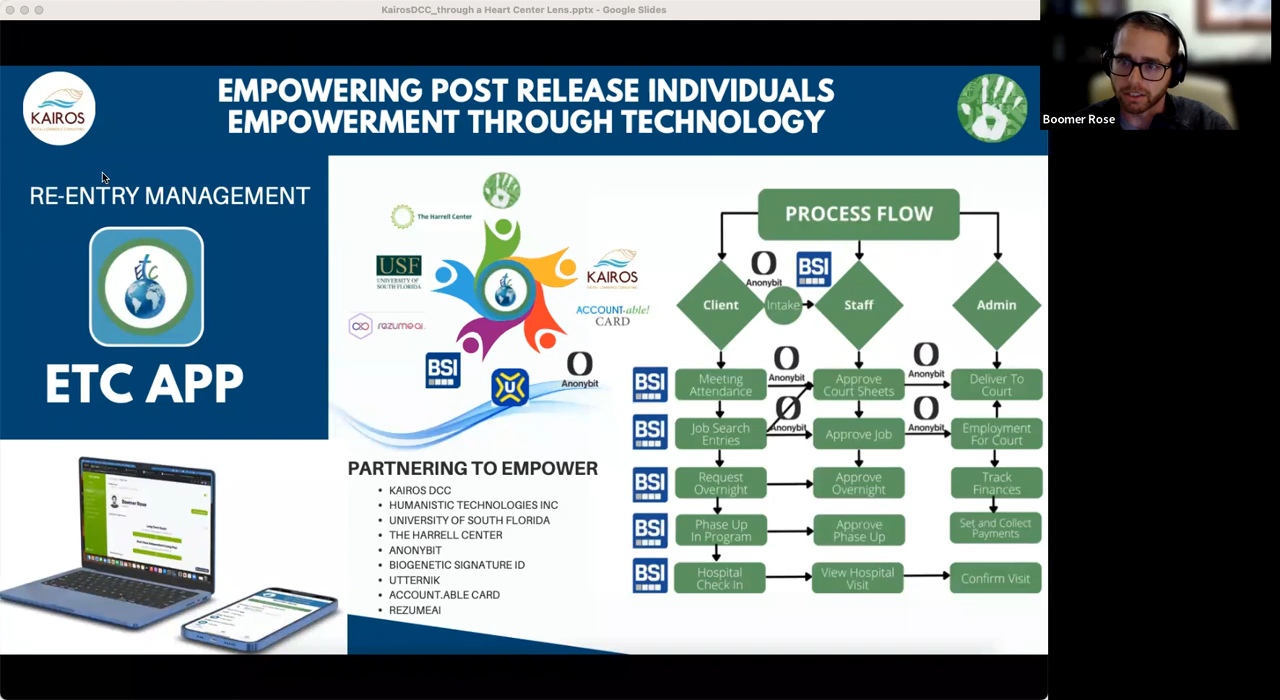 KairosDCC_through a Heart Center Lens.pptx - Google Slides
Boomer Rose
KAIROS
EMPOWERING POST RELEASE INDIVIDUALS
EMPOWERMENT THROUGH TECHNOLOGY
RE-ENTRY MANAGEMENT
etc
ETC APP
The Harrell Center
USF
UNIVERSITY OF
SOUTH FLORIDA
KAIROS
ACCOUNT-able!
CARD
rezumeai.
BSI
U
Anonybit
PARTNERING TO EMPOWER
• KAIROS DCC
• HUMANISTIC TECHNOLOGIES INC
• UNIVERSITY OF SOUTH FLORIDA
• THE HARRELL CENTER
• ANONYBIT
• BIOGENETIC SIGNATURE ID
• UTTERNIK
• ACCOUNT.ABLE CARD
• REZUMEAI
PROCESS FLOW
Anonybit
BSI
Client
Intake
Staff
Admin
BSI
Meeting
Attendance
Anonybit
Approve
Court Sheets
Anonybit
Deliver To
Court
BSI
Job Search
Entries
Anonybit
Approve Job
Anonybit
Employment
For Court
BSI
Request
Overnight
Approve
Overnight
Track
Finances
BSI
Phase Up
In Program
Approve
Phase Up
Set and Collect
Payments
BSI
Hospital
Check In
View Hospital
Visit
Confirm Visit
Boomer Rose